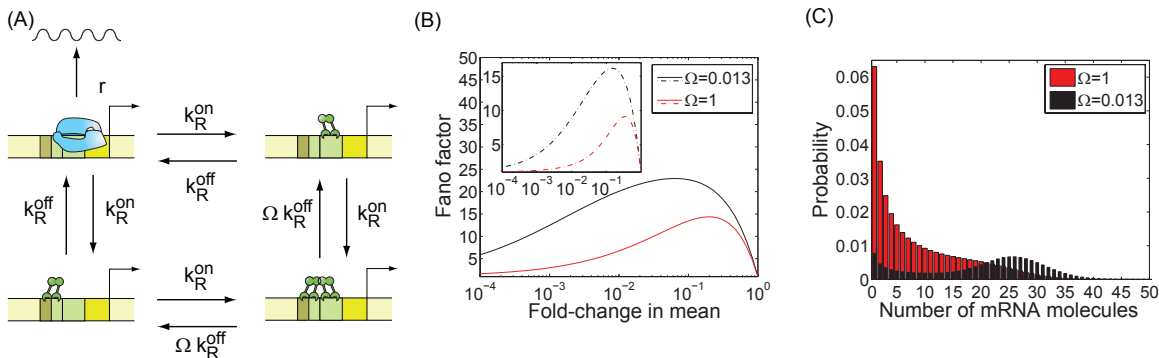 (A)
r
k_R^on
k_R^off
k_R^off
k_R^on
Ω k_R^off
k_R^on
k_R^on
Ω k_R^off
(B)
50
45
40
35
30
25
20
15
10
5
Fano factor
15
10
5
10^-4
10^-3
10^-2
10^-1
Ω=0.013
Ω=1
10^-4
10^-3
10^-2
10^-1
10^0
Fold-change in mean
(C)
0.06
0.05
0.04
0.03
0.02
0.01
0
Probability
Ω=1
Ω=0.013
0 5 10 15 20 25 30 35 40 45 50
Number of mRNA molecules